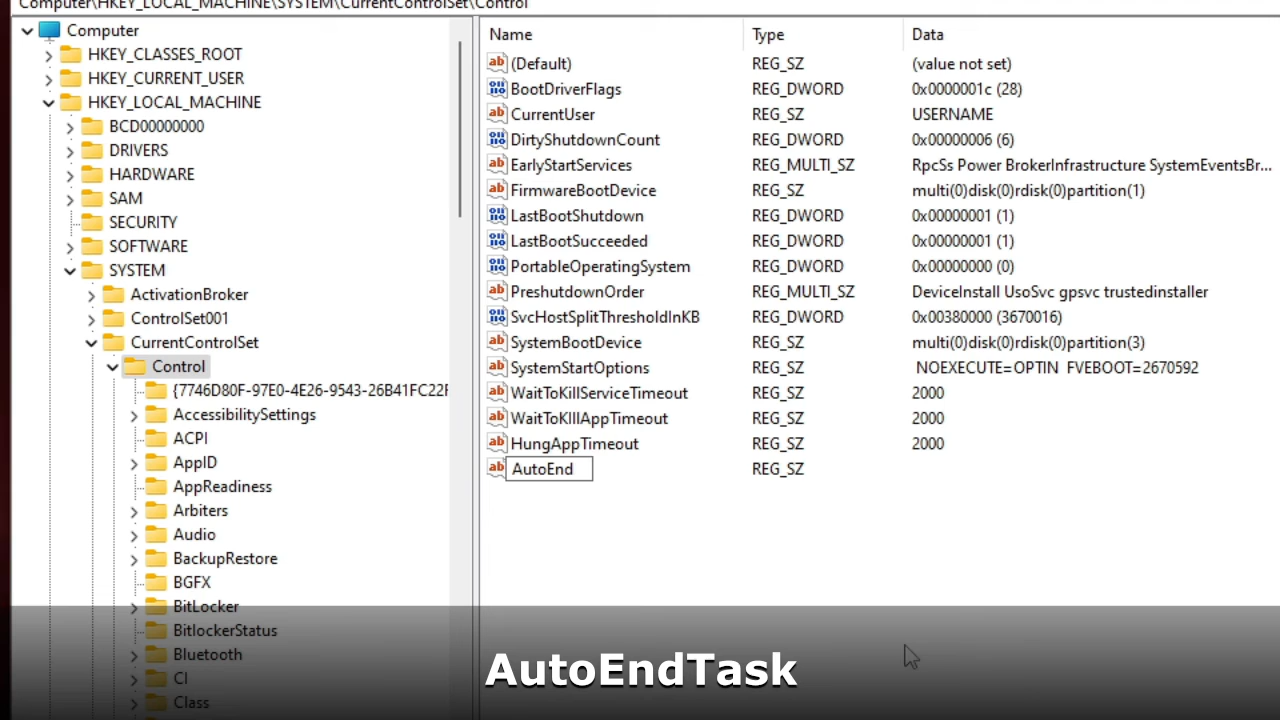 Computer\HKEY_LOCAL_MACHINE\SYSTEM\CurrentControlSet\Control
Computer
HKEY_CLASSES_ROOT
HKEY_CURRENT_USER
HKEY_LOCAL_MACHINE
BCD00000000
DRIVERS
HARDWARE
SAM
SECURITY
SOFTWARE
SYSTEM
ActivationBroker
ControlSet001
CurrentControlSet
Control
{7746D80F-97E0-4E26-9543-26B41FC22F
AccessibilitySettings
ACPI
AppID
AppReadiness
Arbiters
Audio
BackupRestore
BGFX
BitLocker
BitlockerStatus
Bluetooth
CI
Class
Name Type Data
(Default) REG_SZ (value not set)
BootDriverFlags REG_DWORD 0x0000001c (28)
CurrentUser REG_SZ USERNAME
DirtyShutdownCount REG_DWORD 0x00000006 (6)
EarlyStartServices REG_MULTI_SZ RpcSs Power BrokerInfrastructure SystemEventsBr...
FirmwareBootDevice REG_SZ multi(0)disk(0)rdisk(0)partition(1)
LastBootShutdown REG_DWORD 0x00000001 (1)
LastBootSucceeded REG_DWORD 0x00000001 (1)
PortableOperatingSystem REG_DWORD 0x00000000 (0)
PreshutdownOrder REG_MULTI_SZ DeviceInstall UsoSvc gpsvc trustedinstaller
SvcHostSplitThresholdInKB REG_DWORD 0x00380000 (3670016)
SystemBootDevice REG_SZ multi(0)disk(0)rdisk(0)partition(3)
SystemStartOptions REG_SZ NOEXECUTE=OPTIN FVEBOOT=2670592
WaitToKillServiceTimeout REG_SZ 2000
WaitToKIllAppTimeout REG_SZ 2000
HungAppTimeout REG_SZ 2000
AutoEnd REG_SZ
AutoEndTask